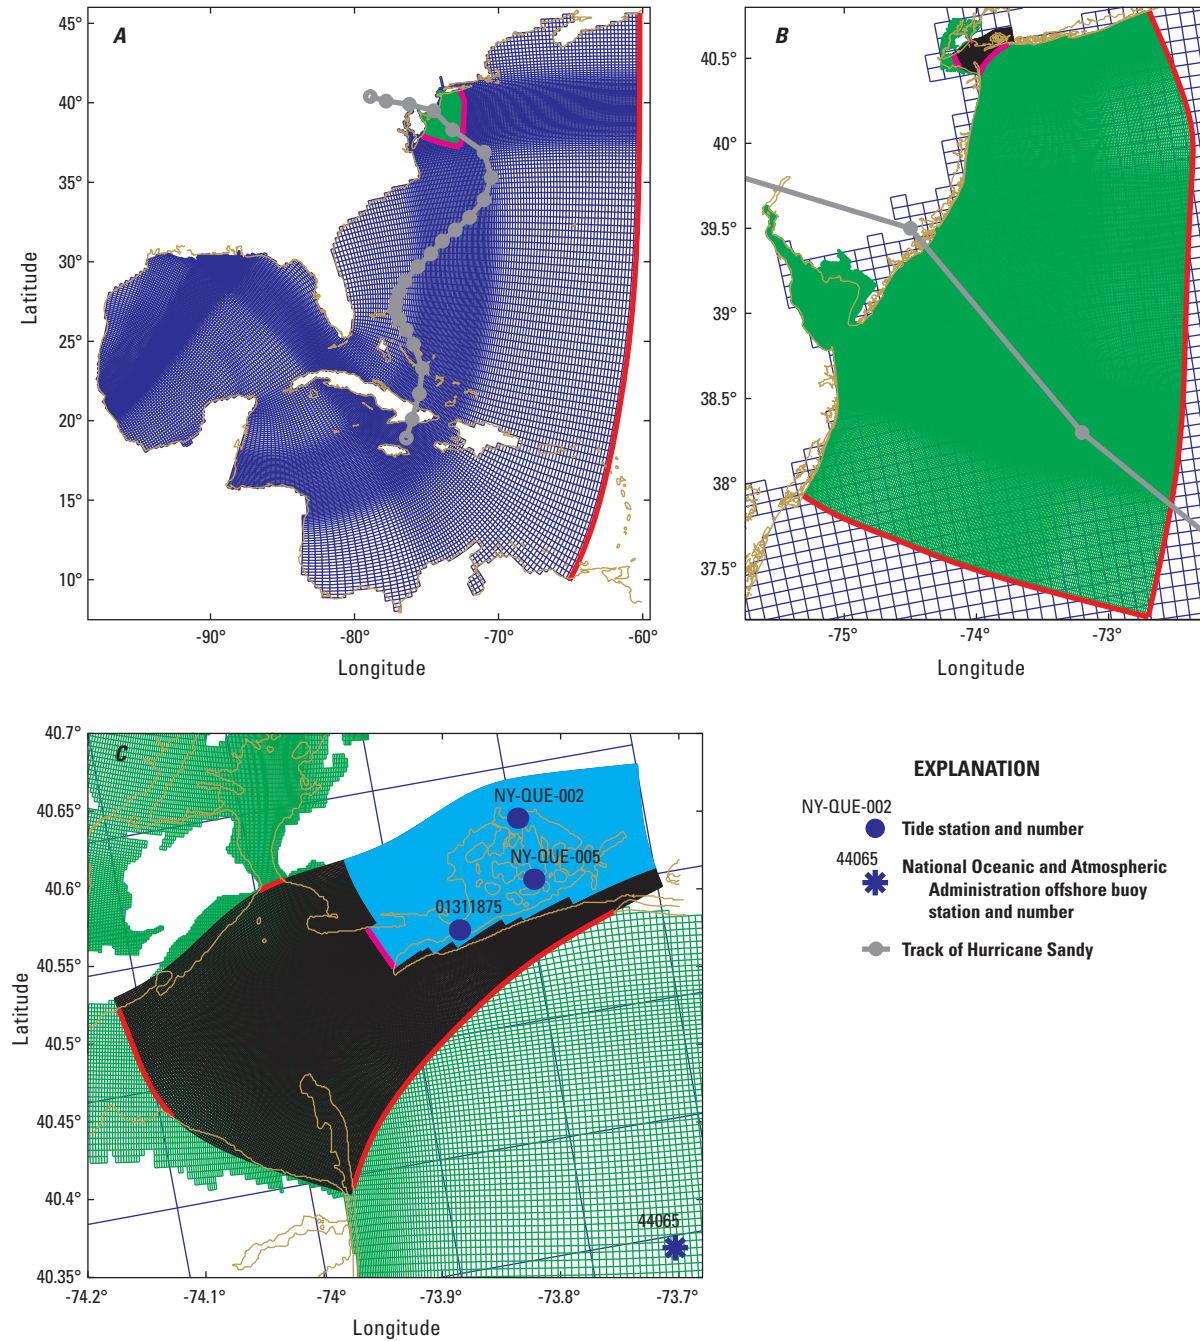 A
45°
40°
35°
30°
25°
20°
15°
10°
Latitude
-90°
-80°
-70°
-60°
Longitude
B
40.5°
40°
39.5°
39°
38.5°
38°
37.5°
-75°
-74°
-73°
Longitude
C
40.7°
40.65°
40.6°
40.55°
40.5°
40.45°
40.4°
40.35°
Latitude
NY-QUE-002
NY-QUE-005
01311875
44065
-74.2°
-74.1°
-74°
-73.9°
-73.8°
-73.7°
Longitude
EXPLANATION
NY-QUE-002
Tide station and number
44065
National Oceanic and Atmospheric
Administration offshore buoy
station and number
Track of Hurricane Sandy